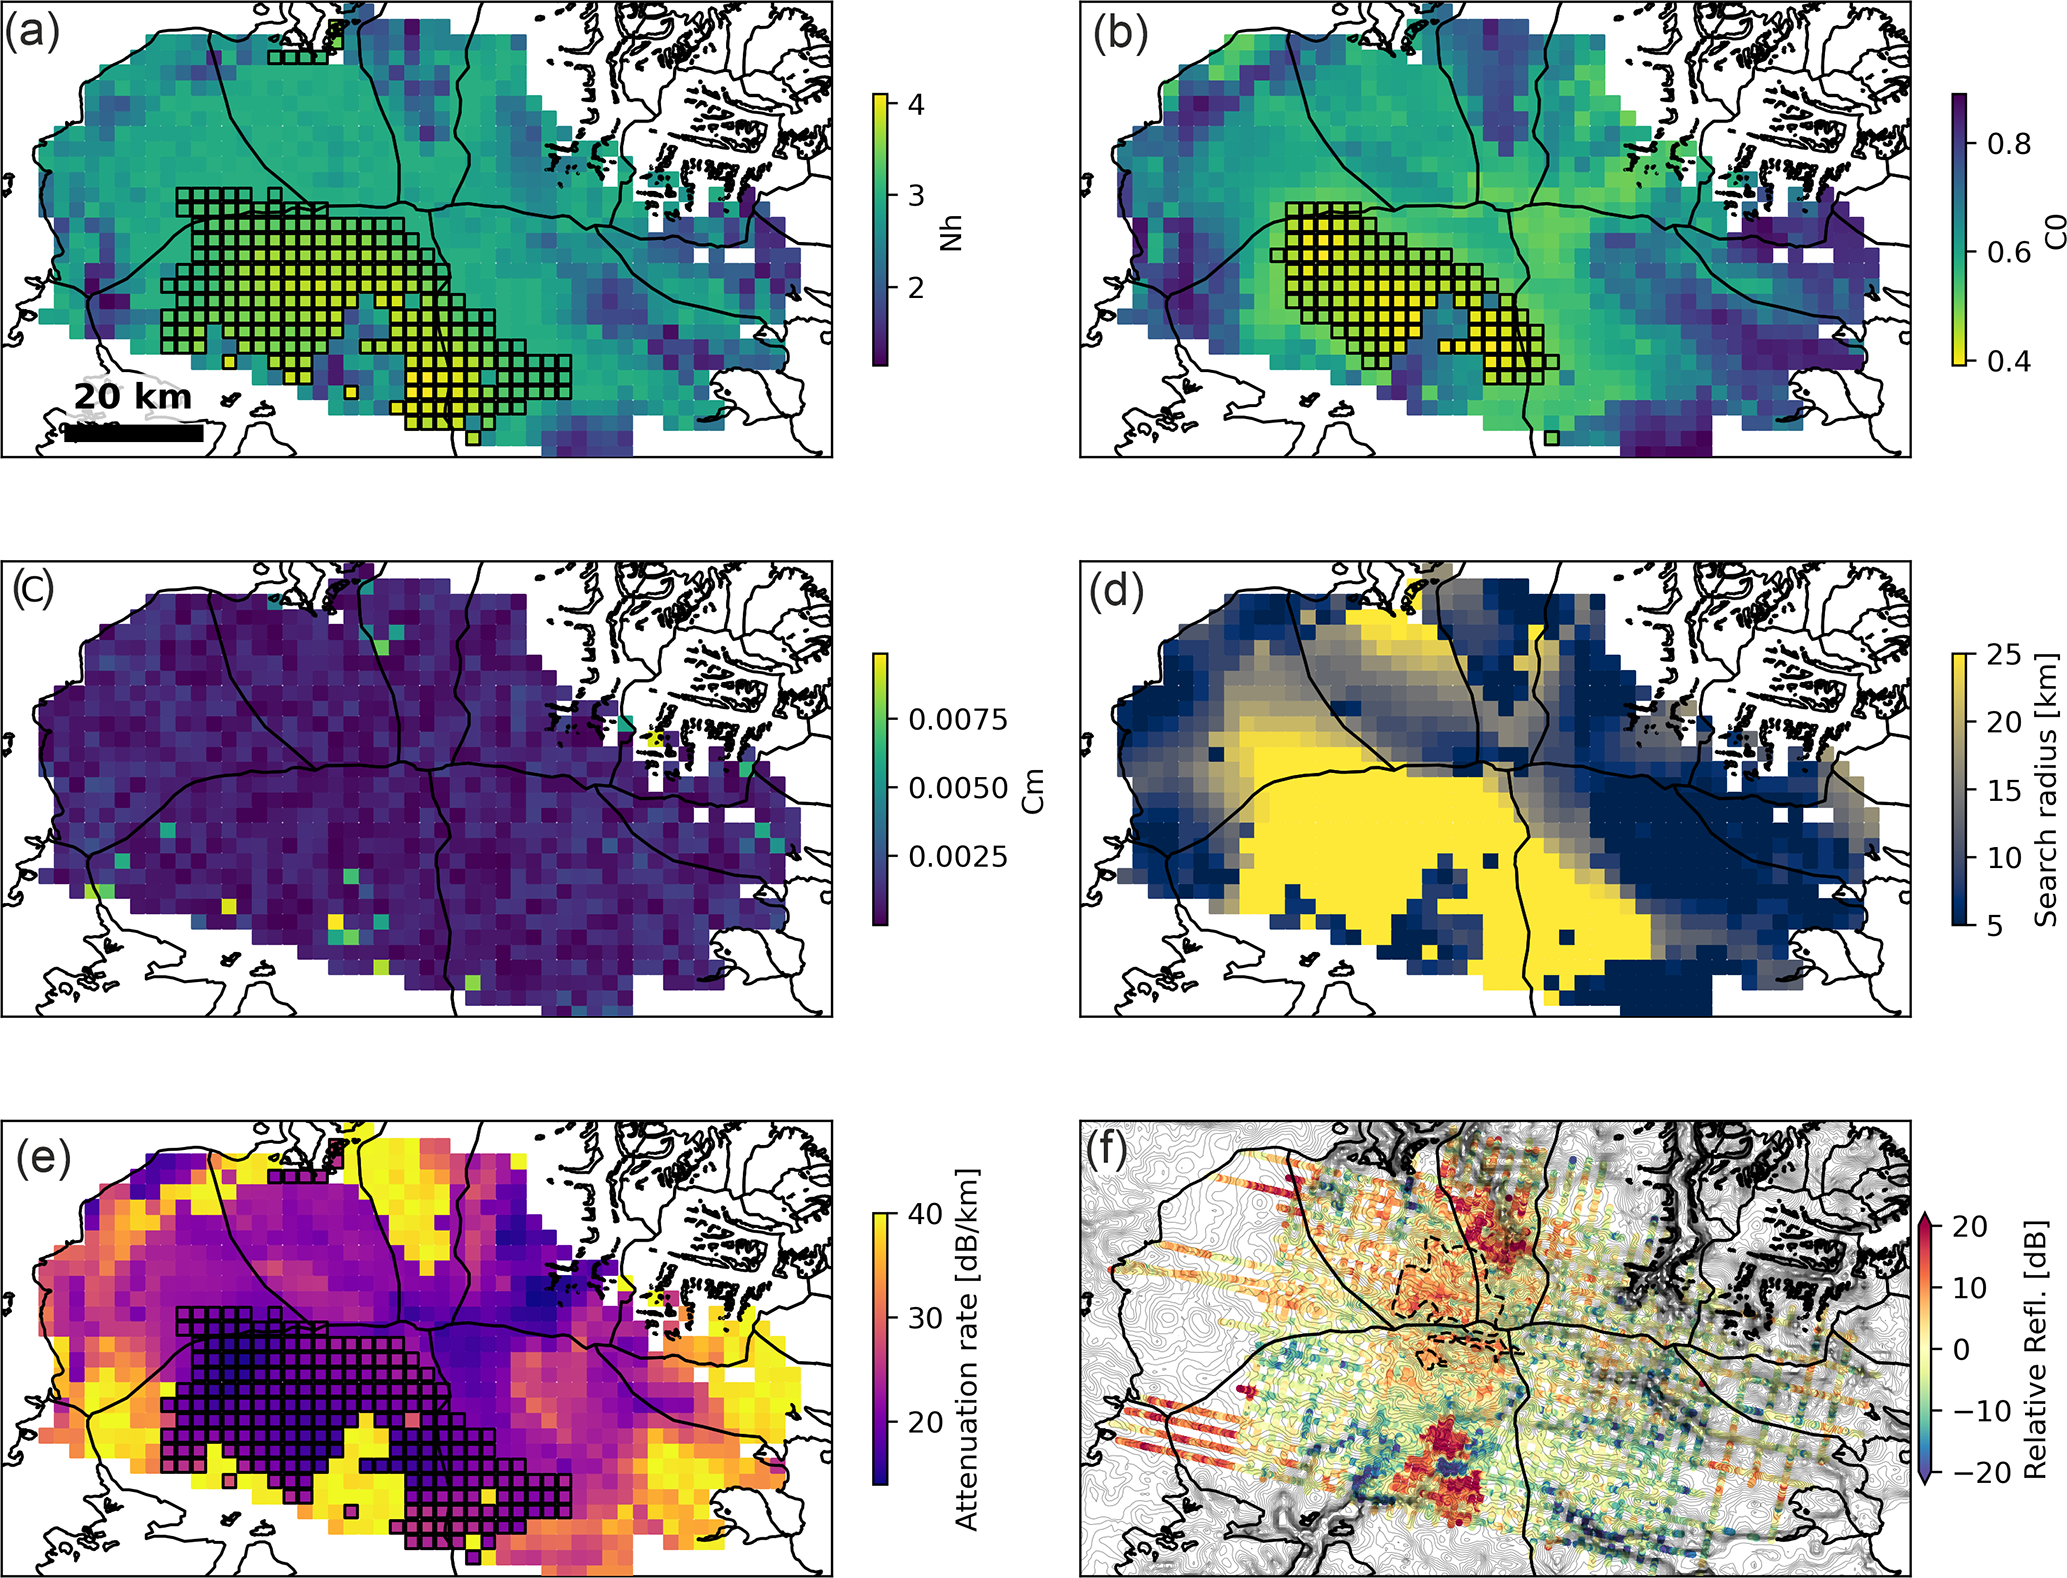 (a)
20 km
4
3
2
Nh
(b)
0.8
0.6
0.4
C0
(c)
0.0075
0.0050
0.0025
Cm
(d)
25
20
15
10
5
Search radius [km]
(e)
40
30
20
Attenuation rate [dB/km]
(f)
20
10
0
−10
−20
Relative Refl. [dB]